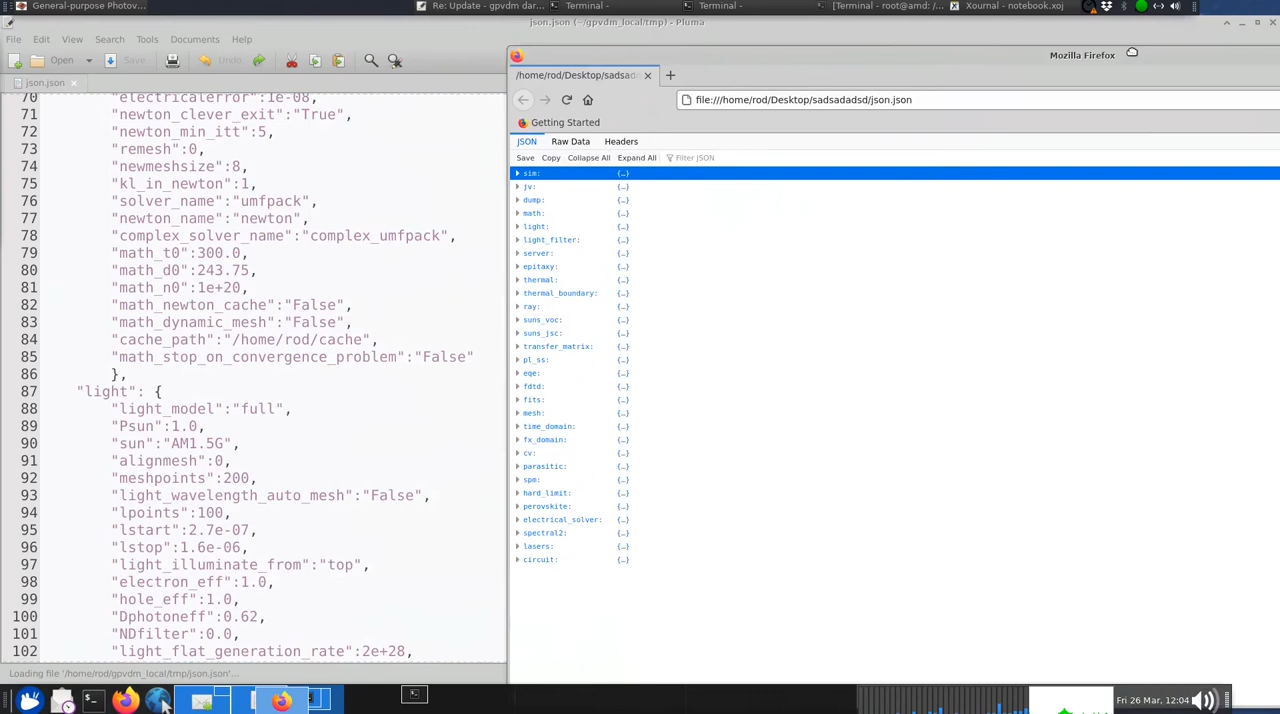 General-purpose Photov
Re: Update - gpvdm dar...
Terminal -
Terminal -
[Terminal - root@amd: /...
Xournal - notebook.xoj
json.json (~/gpvdm_local/tmp) - Pluma
File Edit View Search Tools Documents Help
Open Save Undo
json.json
70 "electricalerror":1e-08,
71 "newton_clever_exit":"True",
72 "newton_min_itt":5,
73 "remesh":0,
74 "newmeshsize":8,
75 "kl_in_newton":1,
76 "solver_name":"umfpack",
77 "newton_name":"newton",
78 "complex_solver_name":"complex_umfpack",
79 "math_t0":300.0,
80 "math_d0":243.75,
81 "math_n0":1e+20,
82 "math_newton_cache":"False",
83 "math_dynamic_mesh":"False",
84 "cache_path":"/home/rod/cache",
85 "math_stop_on_convergence_problem":"False"
86 },
87 "light": {
88 "light_model":"full",
89 "Psun":1.0,
90 "sun":"AM1.5G",
91 "alignmesh":0,
92 "meshpoints":200,
93 "light_wavelength_auto_mesh":"False",
94 "lpoints":100,
95 "lstart":2.7e-07,
96 "lstop":1.6e-06,
97 "light_illuminate_from":"top",
98 "electron_eff":1.0,
99 "hole_eff":1.0,
100 "Dphotoneff":0.62,
101 "NDfilter":0.0,
102 "light_flat_generation_rate":2e+28,
Loading file '/home/rod/gpvdm_local/tmp/json.json'...
Mozilla Firefox
/home/rod/Desktop/sadsada
file:///home/rod/Desktop/sadsadadsd/json.json
Getting Started
JSON Raw Data Headers
Save Copy Collapse All Expand All Filter JSON
sim: {…}
jv: {…}
dump: {…}
math: {…}
light: {…}
light_filter: {…}
server: {…}
epitaxy: {…}
thermal: {…}
thermal_boundary: {…}
ray: {…}
suns_voc: {…}
suns_jsc: {…}
transfer_matrix: {…}
pl_ss: {…}
eqe: {…}
fdtd: {…}
fits: {…}
mesh: {…}
time_domain: {…}
fx_domain: {…}
cv: {…}
parasitic: {…}
spm: {…}
hard_limit: {…}
perovskite: {…}
electrical_solver: {…}
spectral2: {…}
lasers: {…}
circuit: {…}
Fri 26 Mar, 12:04